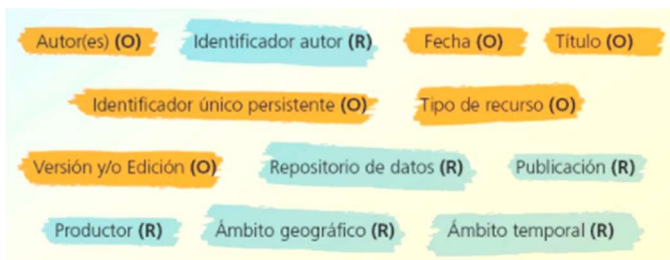 Autor(es) (O) Identificador autor (R) Fecha (O) Título (O)
Identificador único persistente (O) Tipo de recurso (O)
Versión y/o Edición (O) Repositorio de datos (R) Publicación (R)
Productor (R) Ámbito geográfico (R) Ámbito temporal (R)